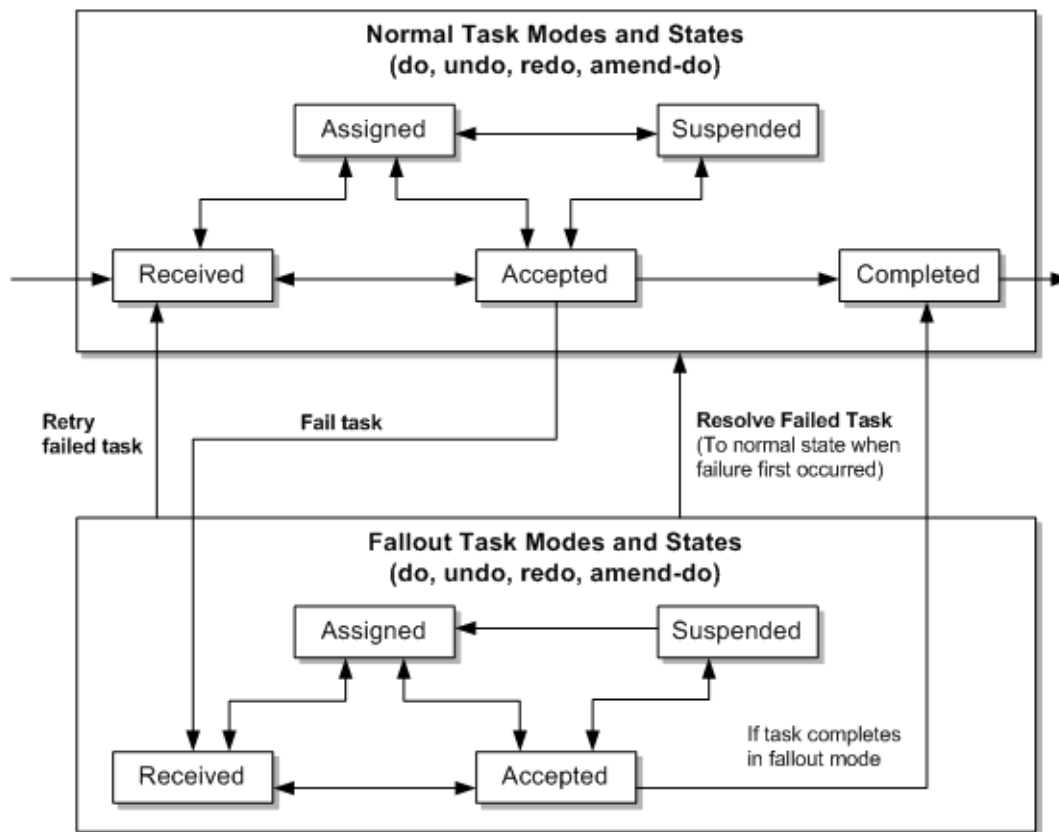 Normal Task Modes and States
(do, undo, redo, amend-do)
Assigned
Suspended
Received
Accepted
Completed
Retry
failed task
Fail task
Resolve Failed Task
(To normal state when
failure first occurred)
Fallout Task Modes and States
(do, undo, redo, amend-do)
Assigned
Suspended
Received
Accepted
If task completes
in fallout mode